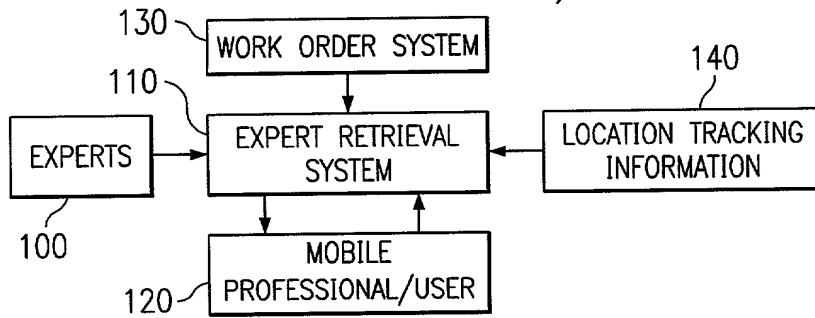 130
WORK ORDER SYSTEM
110
140
EXPERTS
EXPERT RETRIEVAL
SYSTEM
LOCATION TRACKING
INFORMATION
100
120
MOBILE
PROFESSIONAL/USER